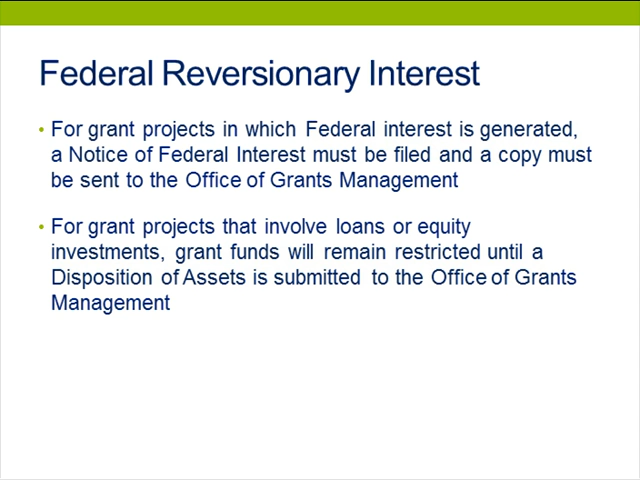 Federal Reversionary Interest
• For grant projects in which Federal interest is generated,
a Notice of Federal Interest must be filed and a copy must
be sent to the Office of Grants Management
• For grant projects that involve loans or equity
investments, grant funds will remain restricted until a
Disposition of Assets is submitted to the Office of Grants
Management